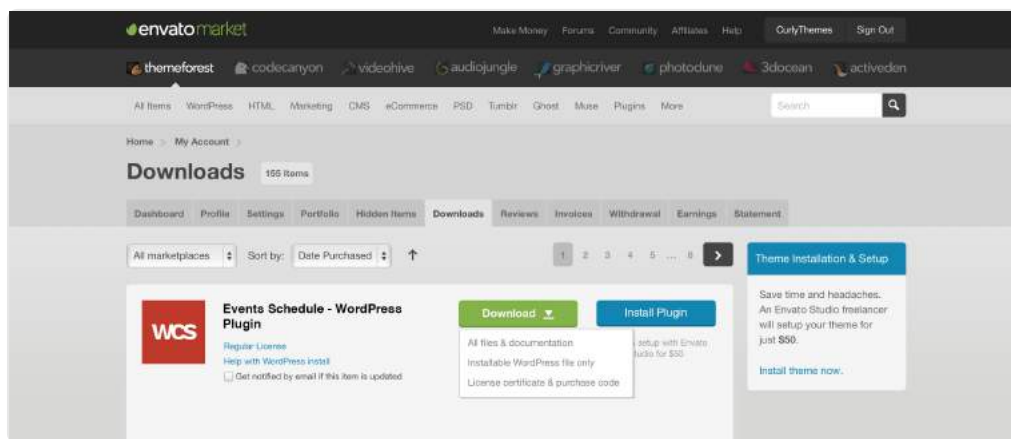 envatomarket
Make Money Forums Community Affiliates Help CurlyThemes Sign Out
themeforest codecanyon videohive audiojungle graphicriver photodune 3docean activeden
All Items WordPress HTML Marketing CMS eCommerce PSD Tumblr Ghost Muse Plugins More Search
Home > My Account >
Downloads 155 items
Dashboard Profile Settings Portfolio Hidden Items Downloads Reviews Invoices Withdrawal Earnings Statement
All marketplaces Sort by: Date Purchased 1 2 3 4 5 ... 8
Theme Installation & Setup
Save time and headaches.
An Envato Studio freelancer
will setup your theme for
just $50.
Install theme now.
WCS
Events Schedule - WordPress
Plugin
Regular License
Help with WordPress install
Get notified by email if this item is updated
Download
Install Plugin
All files & documentation
Installable WordPress file only
License certificate & purchase code
setup with Envato
Studio for $50